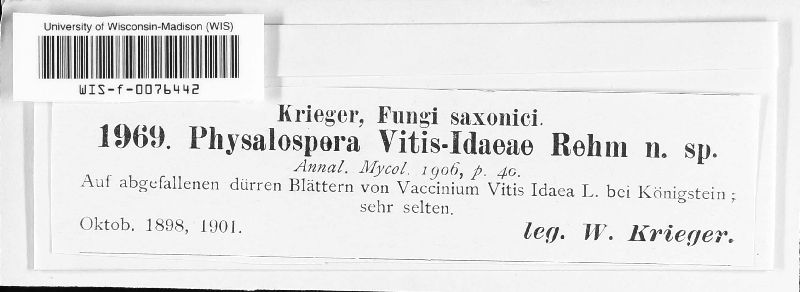 University of Wisconsin-Madison (WIS)
WIS-f-0076442
Krieger, Fungi saxonici.
1969. Physalospora Vitis-Idaeae Rehm n. sp.
Annal. Mycol. 1906, p. 40.
Auf abgefallenen dürren Blättern von Vaccinium Vitis Idaea L. bei Königstein;
sehr selten.
Oktob. 1898, 1901.
leg. W. Krieger.